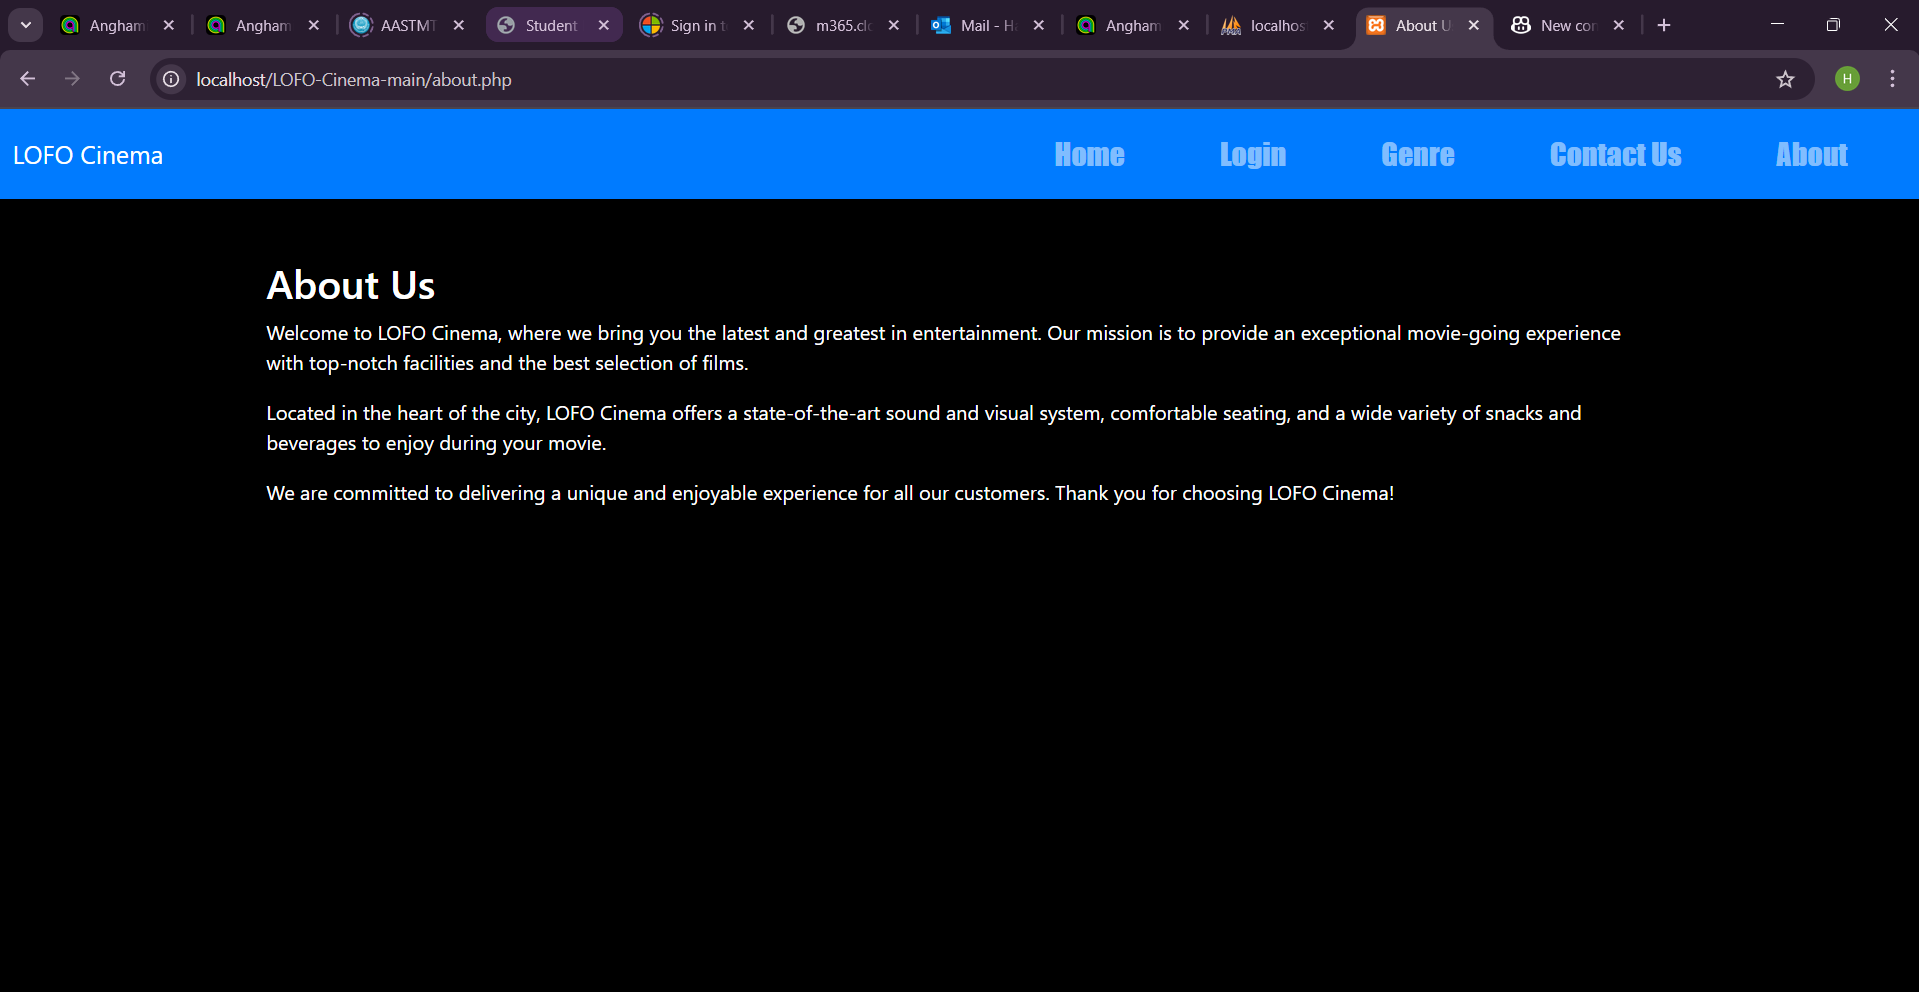 Angham
Angham
AASTMT
Student
Sign in t
m365.cl
Mail - H
Angham
localhos
About U
New con
localhost/LOFO-Cinema-main/about.php
H
LOFO Cinema
Home
Login
Genre
Contact Us
About
About Us
Welcome to LOFO Cinema, where we bring you the latest and greatest in entertainment. Our mission is to provide an exceptional movie-going experience
with top-notch facilities and the best selection of films.
Located in the heart of the city, LOFO Cinema offers a state-of-the-art sound and visual system, comfortable seating, and a wide variety of snacks and
beverages to enjoy during your movie.
We are committed to delivering a unique and enjoyable experience for all our customers. Thank you for choosing LOFO Cinema!